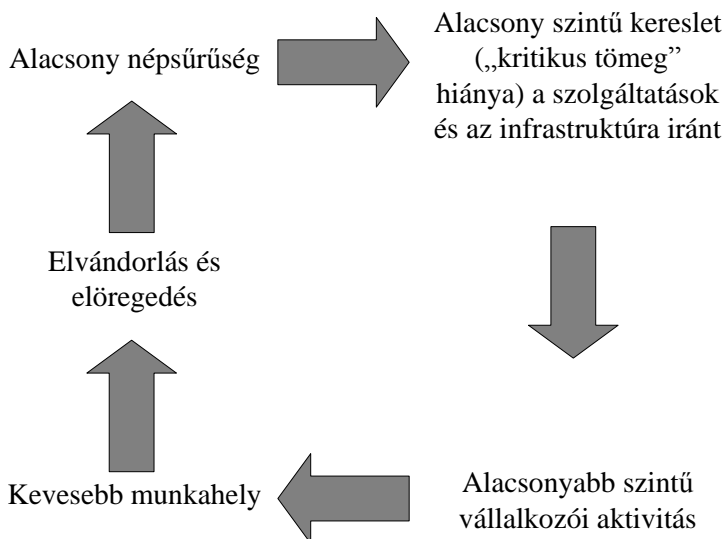 Alacsony népsűrűség
Alacsony szintű kereslet
(„kritikus tömeg”
hiánya) a szolgáltatások
és az infrastruktúra iránt
Elvándorlás és
elöregedés
Kevesebb munkahely
Alacsonyabb szintű
vállalkozói aktivitás